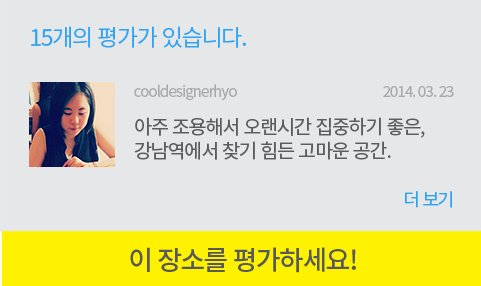 15개의 평가가 있습니다.
cooldesignerhyo 2014. 03. 23
아주 조용해서 오랜시간 집중하기 좋은,
강남역에서 찾기 힘든 고마운 공간.
더 보기
이 장소를 평가하세요!